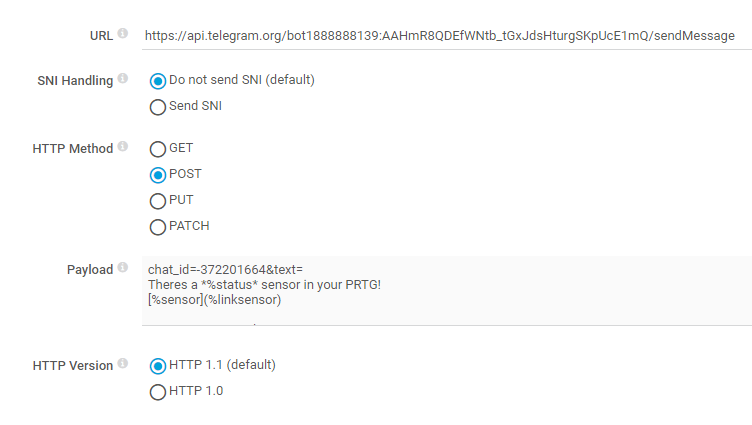 URL
https://api.telegram.org/bot1888888139:AAHmR8QDEfWNtb_tGxJdsHturgSKpUcE1mQ/sendMessage
SNI Handling
Do not send SNI (default)
Send SNI
HTTP Method
GET
POST
PUT
PATCH
Payload
chat_id=-372201664&text=
Theres a *%status* sensor in your PRTG!
[%sensor](%linksensor)
HTTP Version
HTTP 1.1 (default)
HTTP 1.0